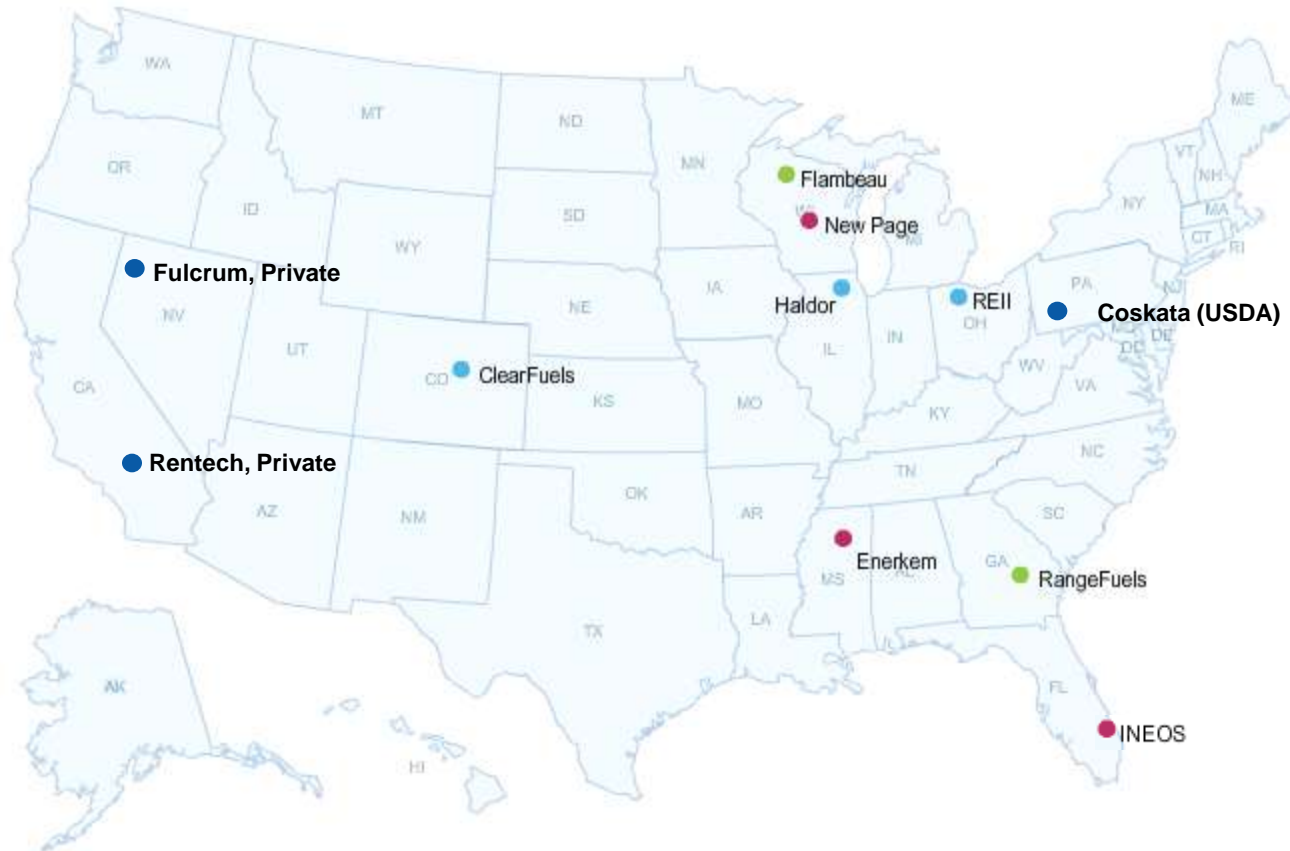 WA
MT
ND
MN
ME
VT
NH
OR
ID
SD
WI
Flambeau
New Page
MI
NY
MA
CT
RI
WY
Fulcrum, Private
NV
NE
IA
Haldor
IL
IN
REII
OH
PA
NJ
Coskata (USDA)
MD
DE
DC
UT
CO
ClearFuels
KS
MO
WV
VA
KY
CA
Rentech, Private
AZ
NM
OK
AR
TN
NC
SC
Enerkem
MS
AL
GA
RangeFuels
TX
LA
AK
HI
FL
INEOS